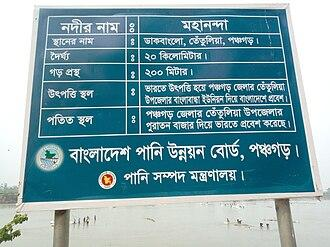 নদীর নাম ঃ মহানন্দা
স্থানের নাম ঃ ডাকবাংলো, তেঁতুলিয়া, পঞ্চগড়।
দৈর্ঘ্য ঃ ২০ কিলোমিটার।
গড় প্রস্থ ঃ ২০০ মিটার।
উৎপত্তি স্থল ঃ ভারতে উৎপত্তি হয়ে পঞ্চগড় জেলার তেঁতুলিয়া
উপজেলার বাংলাবান্ধা ইউনিয়ন দিয়ে বাংলাদেশে প্রবেশ।
পতিত স্থল ঃ পঞ্চগড় জেলার তেঁতুলিয়া উপজেলের
পুরাতন বাজার দিয়ে ভারতে প্রবেশ করেছে।
বাংলাদেশ পানি উন্নয়ন বোর্ড, পঞ্চগড়।
পানি সম্পদ মন্ত্রণালয়।